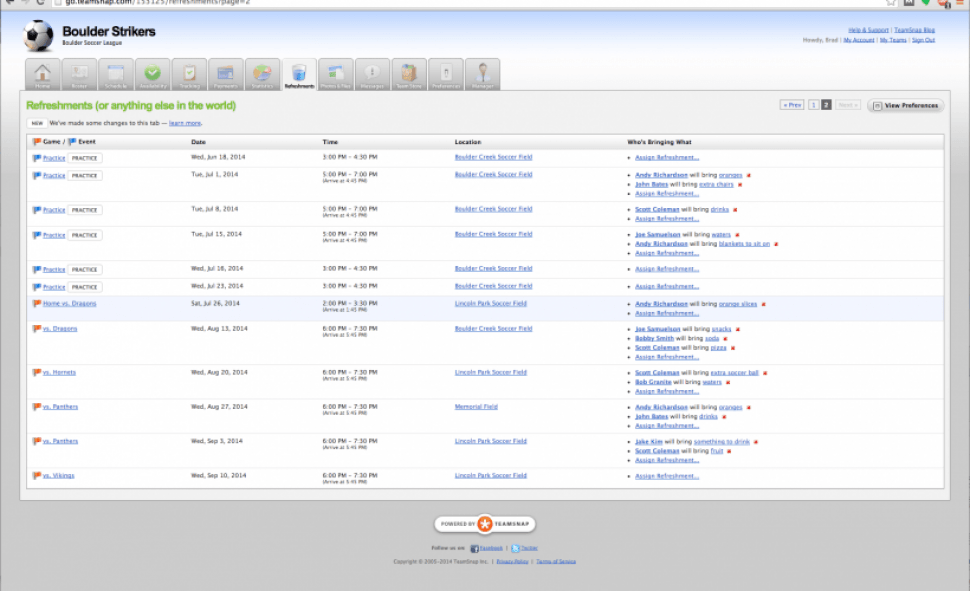 go.teamsnap.com/153125/refreshments?page=2
Boulder Strikers
Boulder Soccer League
Help & Support | TeamSnap Blog
Howdy, Brad | My Account | My Teams | Sign Out
Home Roster Schedule Availability Tracking Payments Statistics Refreshments Photos & Files Messages Team Store Preferences Manager
Refreshments (or anything else in the world)
« Prev 1 2 Next » View Preferences
NEW We've made some changes to this tab — learn more.
Game / Event Date Time Location Who's Bringing What
Practice PRACTICE Wed, Jun 18, 2014 3:00 PM – 4:30 PM Boulder Creek Soccer Field • Assign Refreshment...
Practice PRACTICE Tue, Jul 1, 2014 5:00 PM – 7:00 PM Boulder Creek Soccer Field • Andy Richardson will bring oranges
(Arrive at 4:45 PM) • John Bates will bring extra chairs
• Assign Refreshment...
Practice PRACTICE Tue, Jul 8, 2014 5:00 PM – 7:00 PM Boulder Creek Soccer Field • Scott Coleman will bring drinks
(Arrive at 4:45 PM) • Assign Refreshment...
Practice PRACTICE Tue, Jul 15, 2014 5:00 PM – 7:00 PM Boulder Creek Soccer Field • Joe Samuelson will bring waters
(Arrive at 4:45 PM) • Andy Richardson will bring blankets to sit on
• Assign Refreshment...
Practice PRACTICE Wed, Jul 16, 2014 3:00 PM – 4:30 PM Boulder Creek Soccer Field • Assign Refreshment...
Practice PRACTICE Wed, Jul 23, 2014 3:00 PM – 4:30 PM Boulder Creek Soccer Field • Assign Refreshment...
Home vs. Dragons Sat, Jul 26, 2014 2:00 PM – 3:30 PM Lincoln Park Soccer Field • Andy Richardson will bring orange slices
(Arrive at 1:45 PM) • Assign Refreshment...
vs. Dragons Wed, Aug 13, 2014 6:00 PM – 7:30 PM Boulder Creek Soccer Field • Joe Samuelson will bring snacks
(Arrive at 5:45 PM) • Bobby Smith will bring soda
• Scott Coleman will bring pizza
• Assign Refreshment...
vs. Hornets Wed, Aug 20, 2014 6:00 PM – 7:30 PM Lincoln Park Soccer Field • Scott Coleman will bring extra soccer ball
(Arrive at 5:45 PM) • Bob Granite will bring waters
• Assign Refreshment...
vs. Panthers Wed, Aug 27, 2014 6:00 PM – 7:30 PM Memorial Field • Andy Richardson will bring oranges
(Arrive at 5:45 PM) • John Bates will bring drinks
• Assign Refreshment...
vs. Panthers Wed, Sep 3, 2014 6:00 PM – 7:30 PM Lincoln Park Soccer Field • Jake Kim will bring something to drink
(Arrive at 5:45 PM) • Scott Coleman will bring fruit
• Assign Refreshment...
vs. Vikings Wed, Sep 10, 2014 6:00 PM – 7:30 PM Lincoln Park Soccer Field • Assign Refreshment...
(Arrive at 5:45 PM)
POWERED BY TEAMSNAP
Follow us on: Facebook | Twitter
Copyright © 2005-2014 TeamSnap Inc. | Privacy Policy | Terms of Service